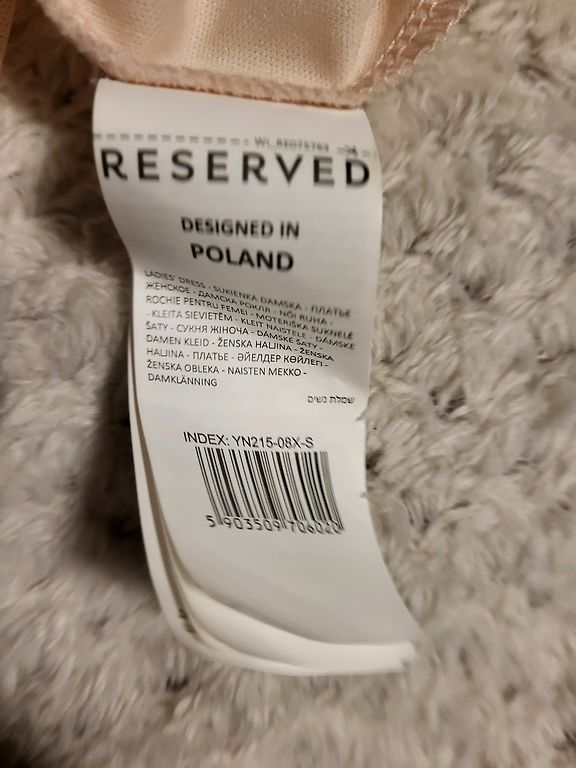 RESERVED
DESIGNED IN
POLAND
LADIES' DRESS - SUKIENKA DAMSKA - ПЛАТЬЕ
ЖЕНСКОЕ - ДАМСКА РОКЛЯ - NŐI RUHA -
ROCHIE PENTRU FEMEI - MOTERIŠKA SUKNELĖ
- KLEITA SIEVIETĒM - KLEIT NAISTELE - DÁMSKE
ŠATY - СУКНЯ ЖІНОЧА - DÁMSKÉ ŠATY -
DAMEN KLEID - ŽENSKA HALJINA - ŽENSKA
HALJINA - ПЛАТЬЕ - ӘЙЕЛДЕР КӨЙЛЕГІ -
ŽENSKA OBLEKA - NAISTEN MEKKO -
DAMKLÄNNING
שמלת נשים
INDEX: YN215-08X-S
5 903509 706020